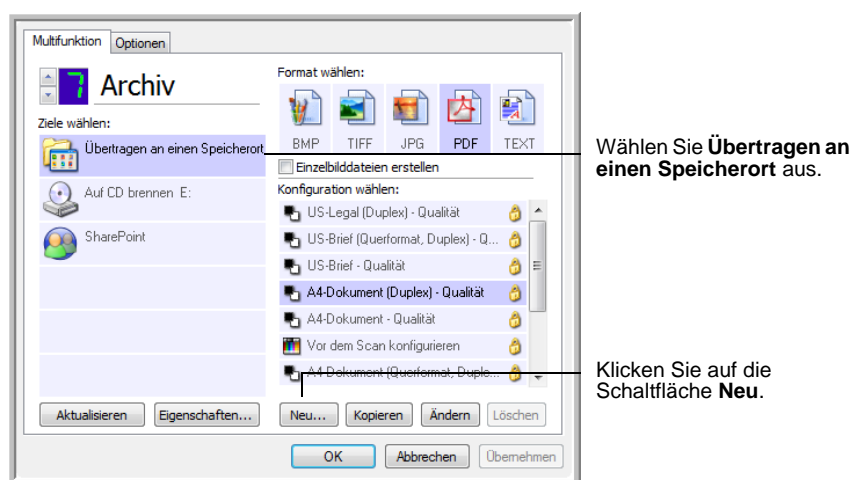 Multifunktion
Optionen
7
Archiv
Ziele wählen:
Übertragen an einen Speicherort
Auf CD brennen E:
SharePoint
Format wählen:
BMP
TIFF
JPG
PDF
TEXT
Einzelbilddateien erstellen
Konfiguration wählen:
US-Legal (Duplex) - Qualität
US-Brief (Querformat, Duplex) - Q...
US-Brief - Qualität
A4-Dokument (Duplex) - Qualität
A4-Dokument - Qualität
Vor dem Scan konfigurieren
A4-Dokument (Querformat, Duple...
Aktualisieren
Eigenschaften...
Neu...
Kopieren
Ändern
Löschen
OK
Abbrechen
Übernehmen
Wählen Sie Übertragen an
einen Speicherort aus.
Klicken Sie auf die
Schaltfläche Neu.